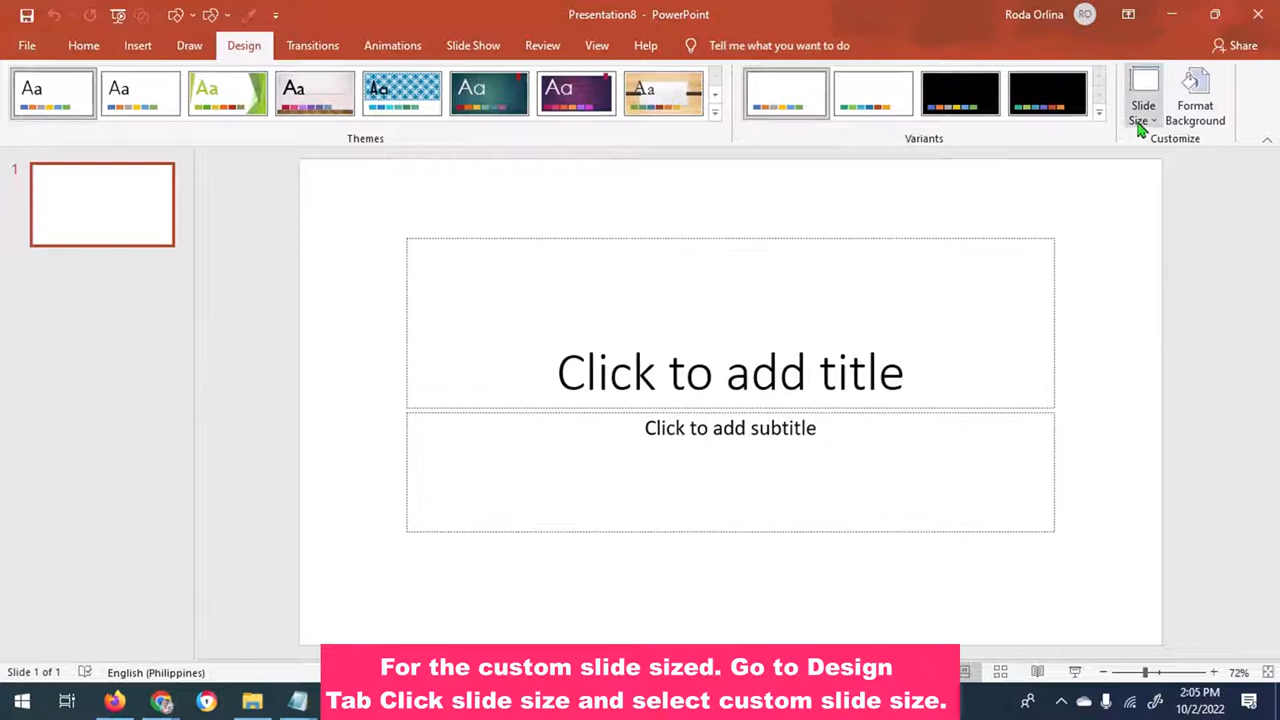 Presentation8 - PowerPoint
Roda Orlina
RO
File Home Insert Draw Design Transitions Animations Slide Show Review View Help Tell me what you want to do Share
Aa Aa Aa Aa Aa Aa Aa Aa
Slide
Size
Format
Background
Themes Variants Customize
1
Click to add title
Click to add subtitle
For the custom slide sized. Go to Design
Tab Click slide size and select custom slide size.
Slide 1 of 1 English (Philippines) 72%
2:05 PM
10/2/2022